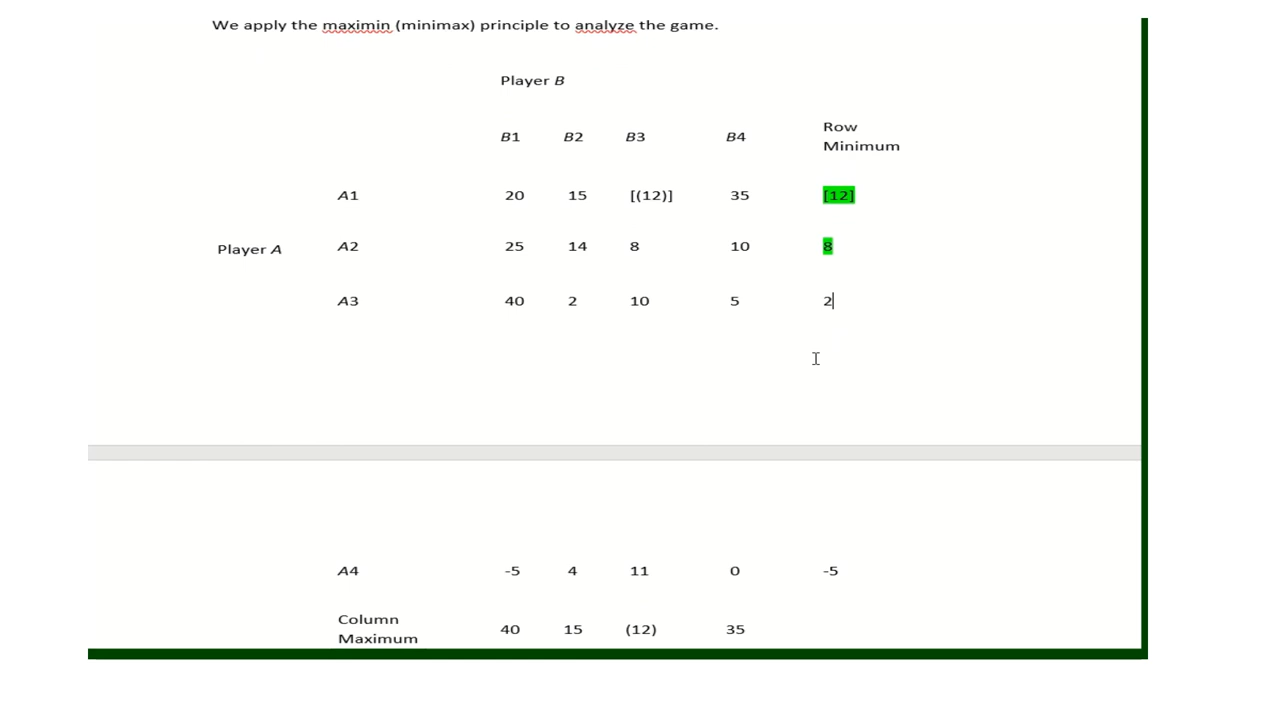 We apply the maximin (minimax) principle to analyze the game.
Player B
B1 B2 B3 B4 Row Minimum
A1 20 15 [(12)] 35 [12]
Player A A2 25 14 8 10 8
A3 40 2 10 5 2
A4 -5 4 11 0 -5
Column Maximum 40 15 (12) 35